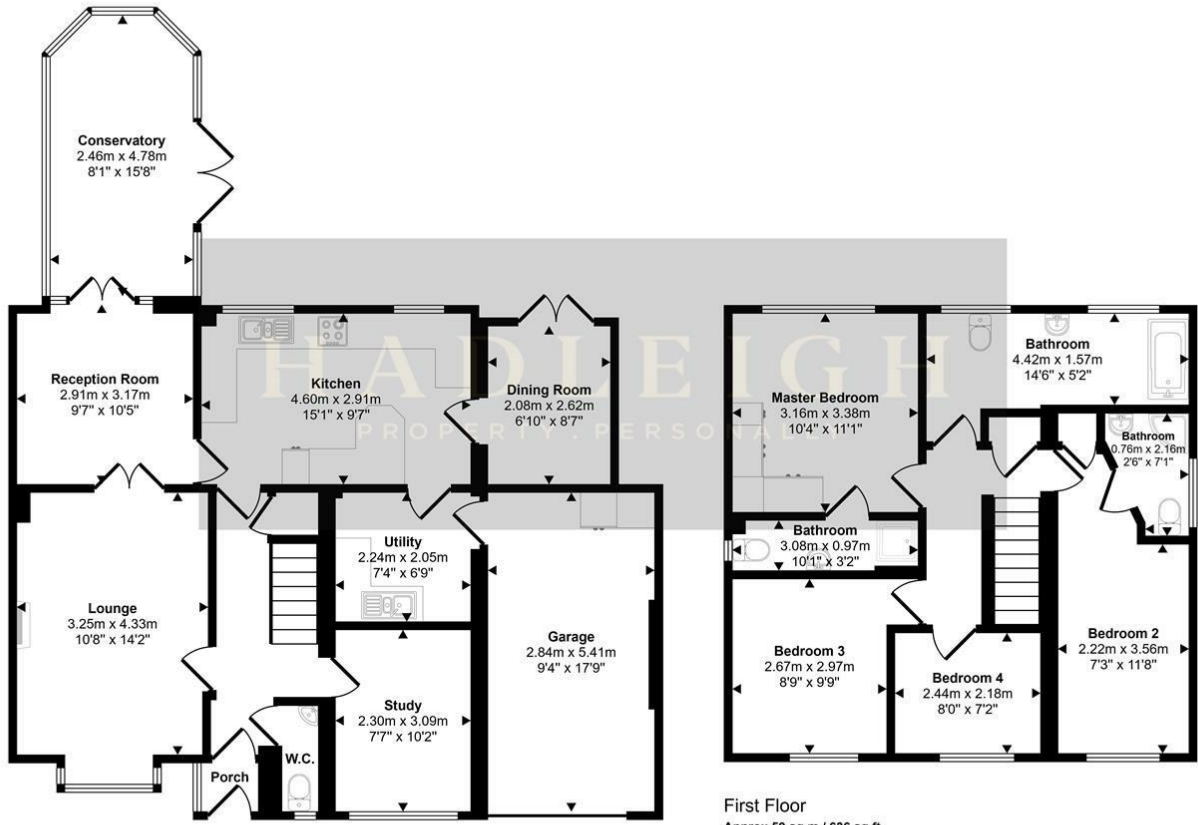 Conservatory
2.46m x 4.78m
8'1" x 15'8"
Reception Room
2.91m x 3.17m
9'7" x 10'5"
Kitchen
4.60m x 2.91m
15'1" x 9'7"
Dining Room
2.08m x 2.62m
6'10" x 8'7"
HADLEIGH
PROPERTY. PERSONALLY
Utility
2.24m x 2.05m
7'4" x 6'9"
Lounge
3.25m x 4.33m
10'8" x 14'2"
Garage
2.84m x 5.41m
9'4" x 17'9"
Study
2.30m x 3.09m
7'7" x 10'2"
W.C.
Porch
Master Bedroom
3.16m x 3.38m
10'4" x 11'1"
Bathroom
4.42m x 1.57m
14'6" x 5'2"
Bathroom
0.76m x 2.16m
2'6" x 7'1"
Bathroom
3.08m x 0.97m
10'1" x 3'2"
Bedroom 3
2.67m x 2.97m
8'9" x 9'9"
Bedroom 4
2.44m x 2.18m
8'0" x 7'2"
Bedroom 2
2.22m x 3.56m
7'3" x 11'8"
First Floor